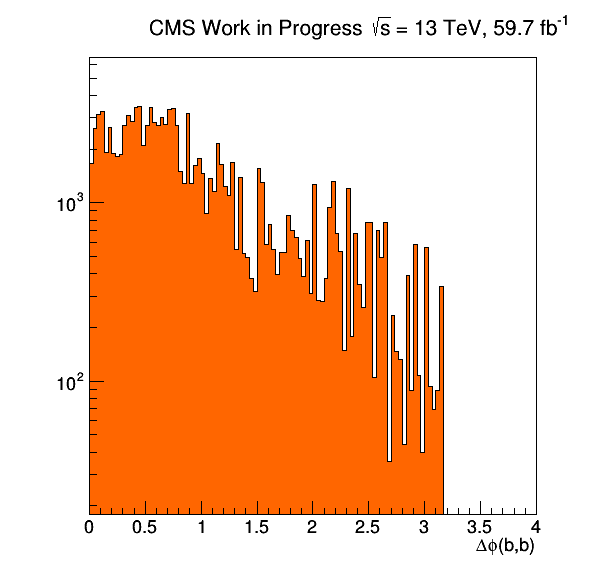 CMS Work in Progress √s = 13 TeV, 59.7 fb⁻¹
10³
10²
0 0.5 1 1.5 2 2.5 3 3.5 4
Δϕ(b,b)